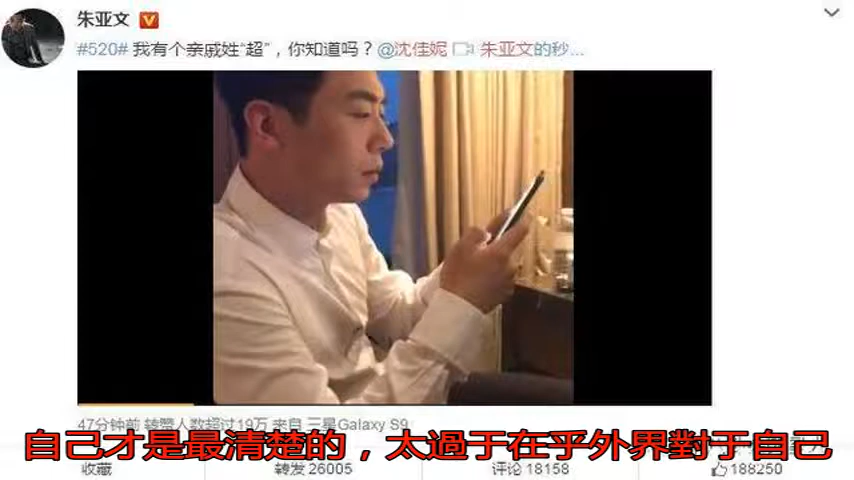 朱亚文
#520# 我有个亲戚姓“超”，你知道吗？@沈佳妮 朱亚文的秒...
47分钟前 转赞人数超过19万 来自 三星Galaxy S9
自己才是最清楚的，太過于在乎外界對于自己
收藏 转发 26005 评论 18158 188250